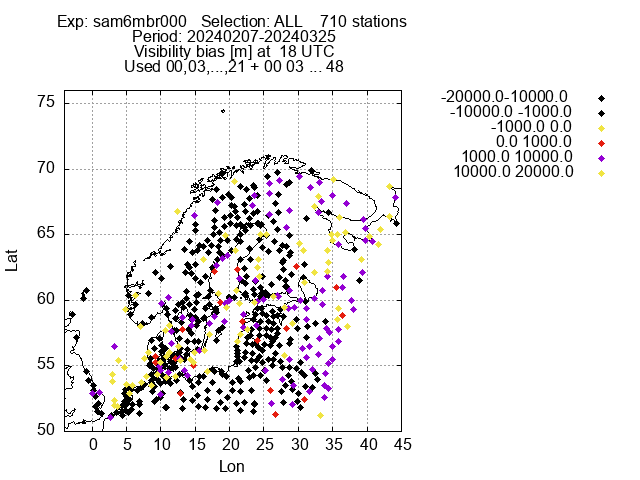 Exp: sam6mbr000   Selection: ALL    710 stations
Period: 20240207-20240325
Visibility bias [m] at  18 UTC
Used 00,03,...,21 + 00 03 ... 48
-20000.0-10000.0
-10000.0 -1000.0
-1000.0 0.0
0.0 1000.0
1000.0 10000.0
10000.0 20000.0
75
70
65
60
55
50
Lat
0 5 10 15 20 25 30 35 40 45
Lon